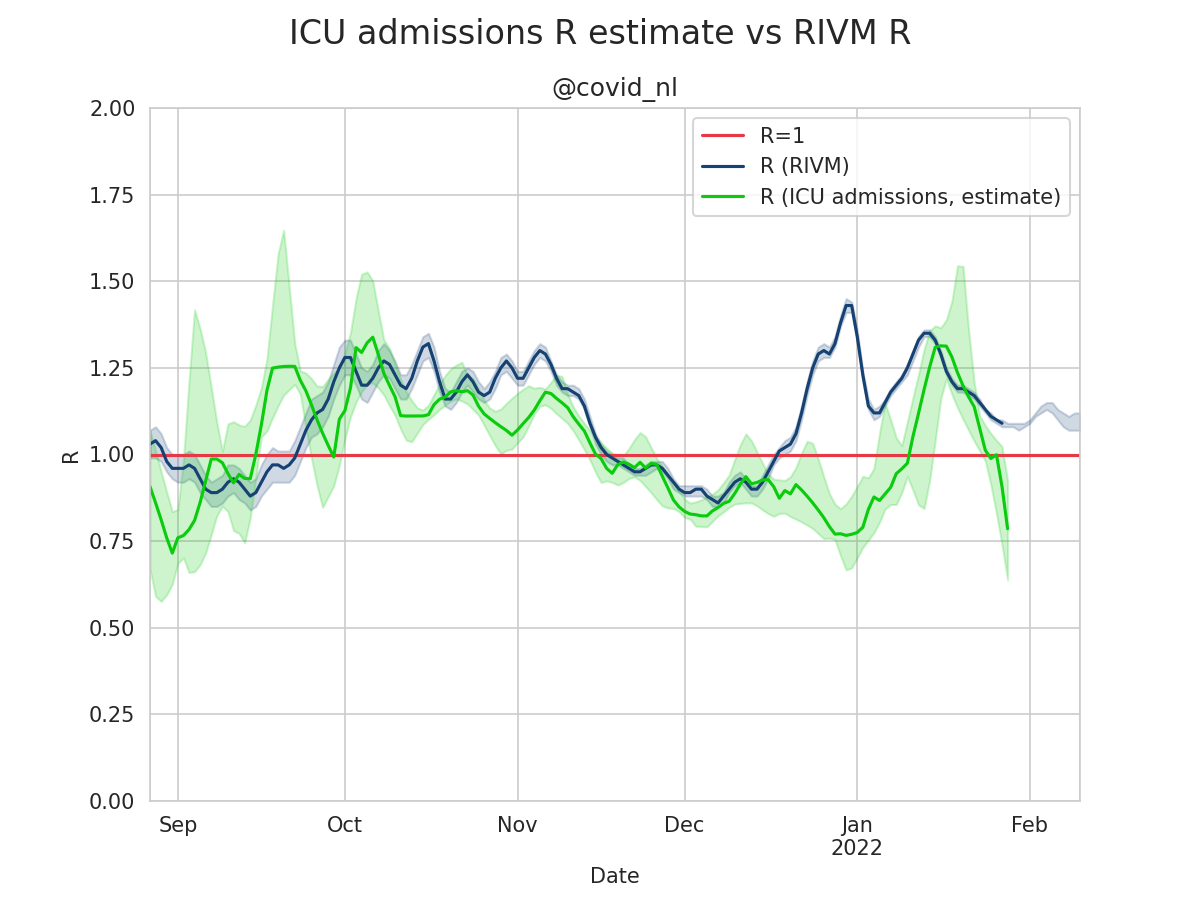 ICU admissions R estimate vs RIVM R
@covid_nl
R=1
R (RIVM)
R (ICU admissions, estimate)
2.00
1.75
1.50
1.25
1.00
0.75
0.50
0.25
0.00
R
Sep Oct Nov Dec Jan Feb
2022
Date